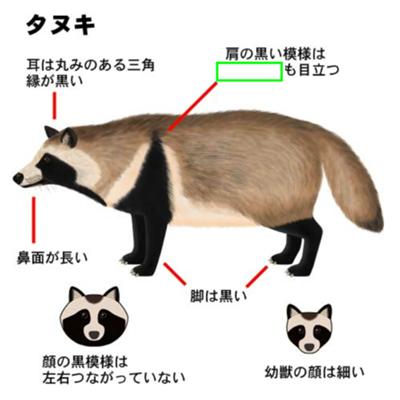 タヌキ
耳は丸みのある三角
縁が黒い
肩の黒い模様は
も目立つ
鼻面が長い
脚は黒い
顔の黒模様は
左右つながっていない
幼獣の顔は細い